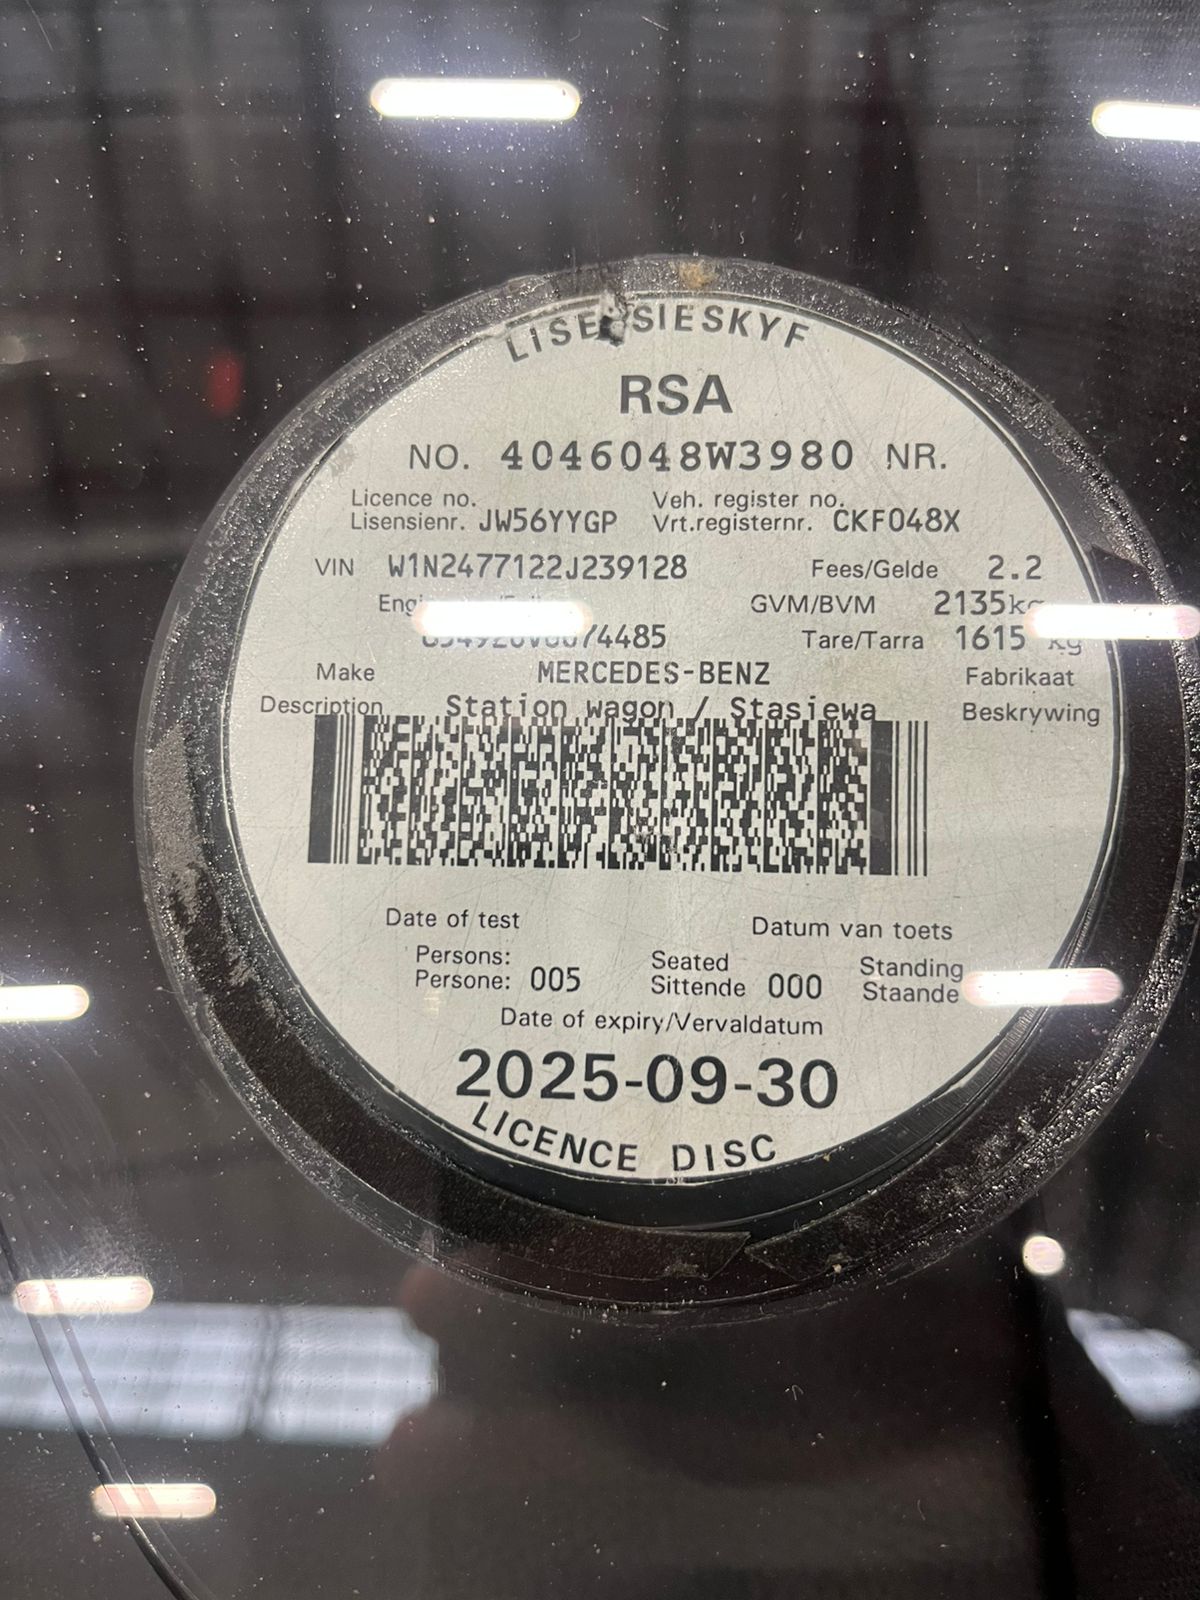 LISENSIESKYF
RSA
NO. 4046048W3980 NR.
Licence no. Veh. register no.
Lisensienr. JW56YYGP Vrt.registernr. CKF048X
VIN W1N2477122J239128 Fees/Gelde 2.2
GVM/BVM 2135kg
Tare/Tarra 1615 kg
Make MERCEDES-BENZ Fabrikaat
Description Station wagon / Stasiewa Beskrywing
Date of test Datum van toets
Persons: Seated Standing
Persone: 005 Sittende 000 Staande
Date of expiry/Vervaldatum
2025-09-30
LICENCE DISC